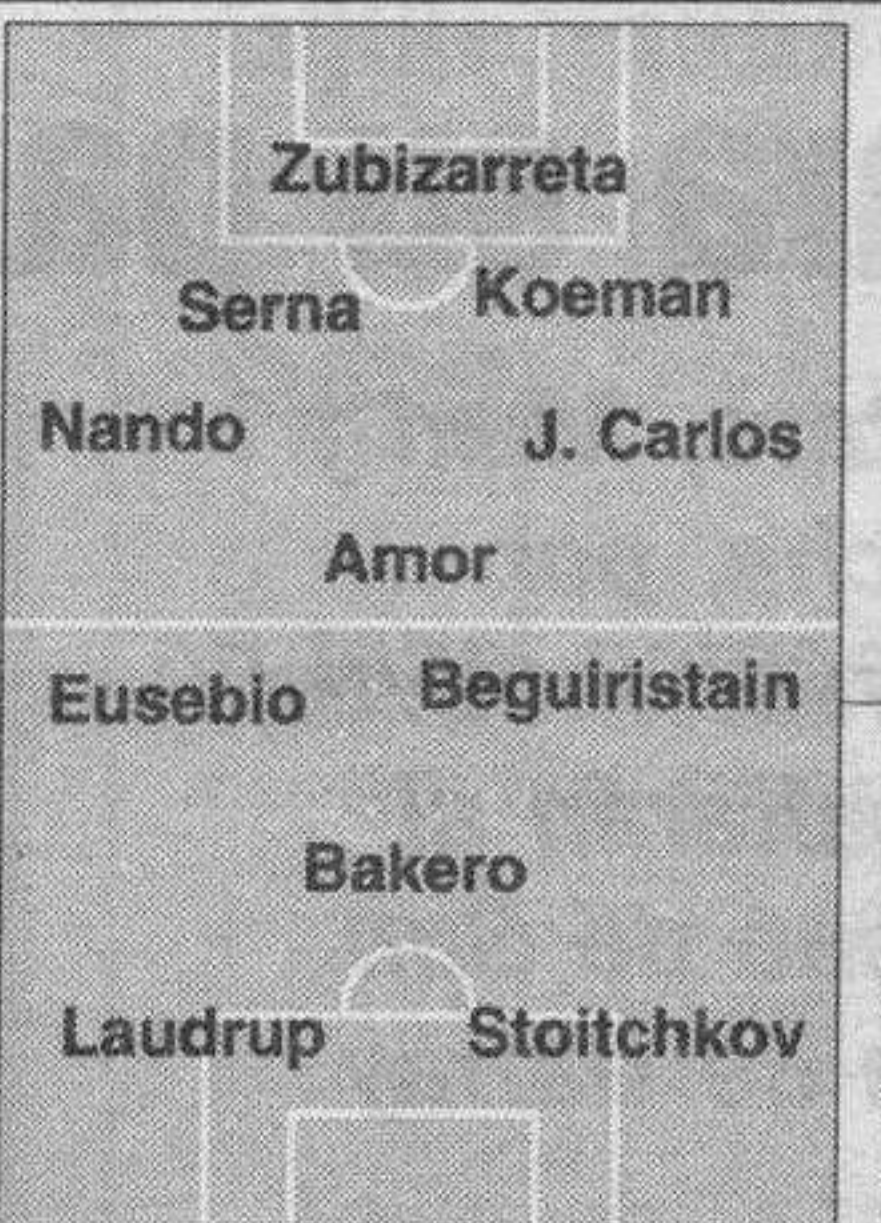 Zubizarreta
Serna Koeman
Nando J. Carlos
Amor
Eusebio Beguiristain
Bakero
Laudrup Stoitchkov